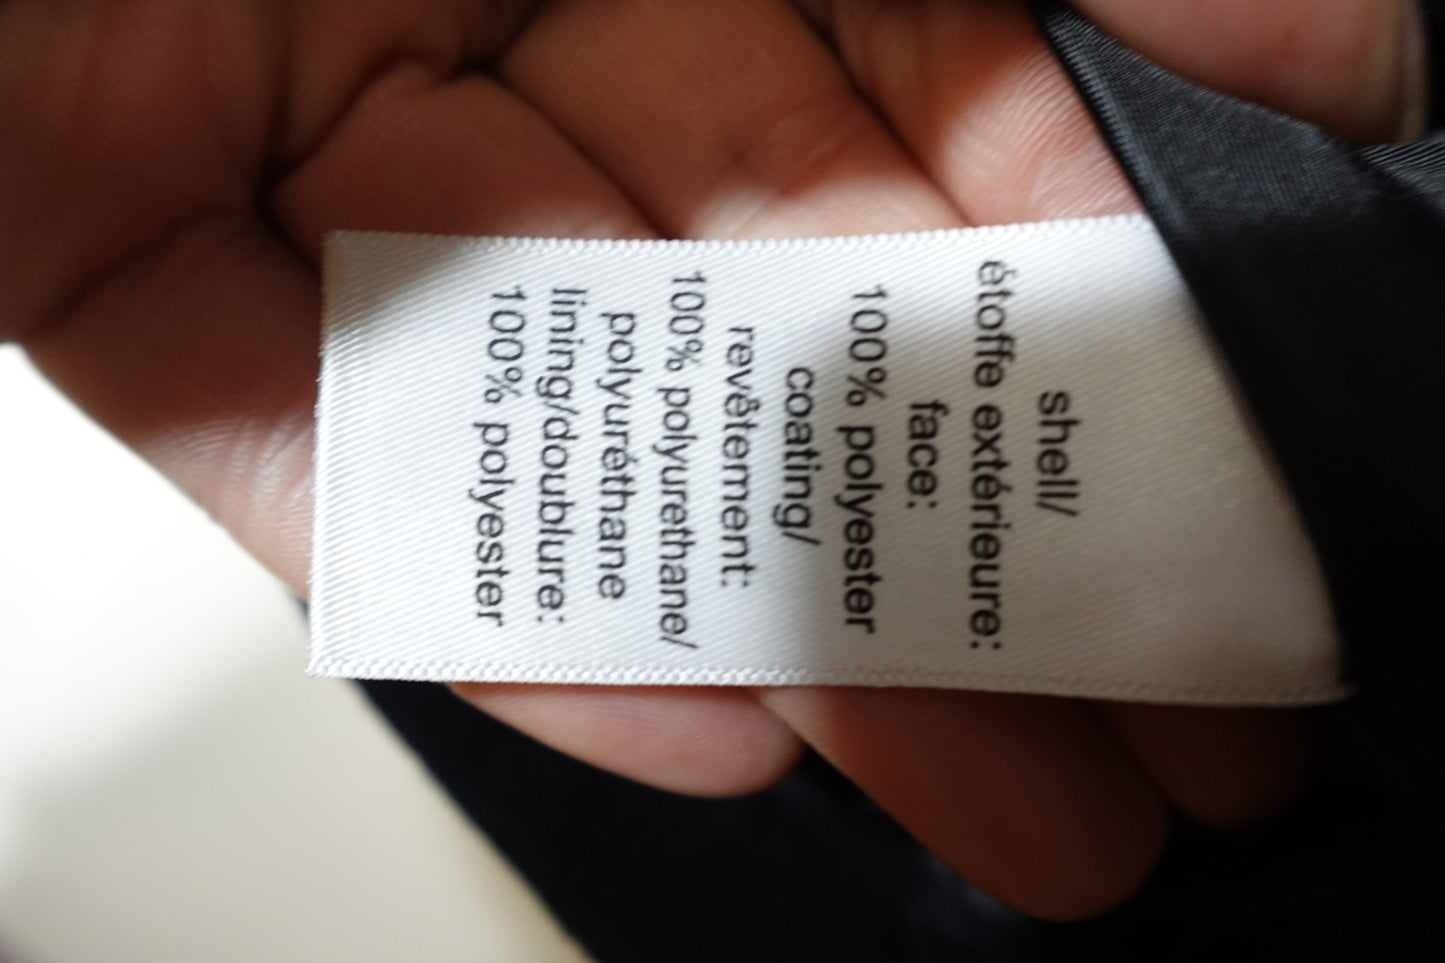 shell/
étoffe extérieure:
face:
100% polyester
coating/
revêtement:
100% polyurethane/
polyuréthane
lining/doublure:
100% polyester